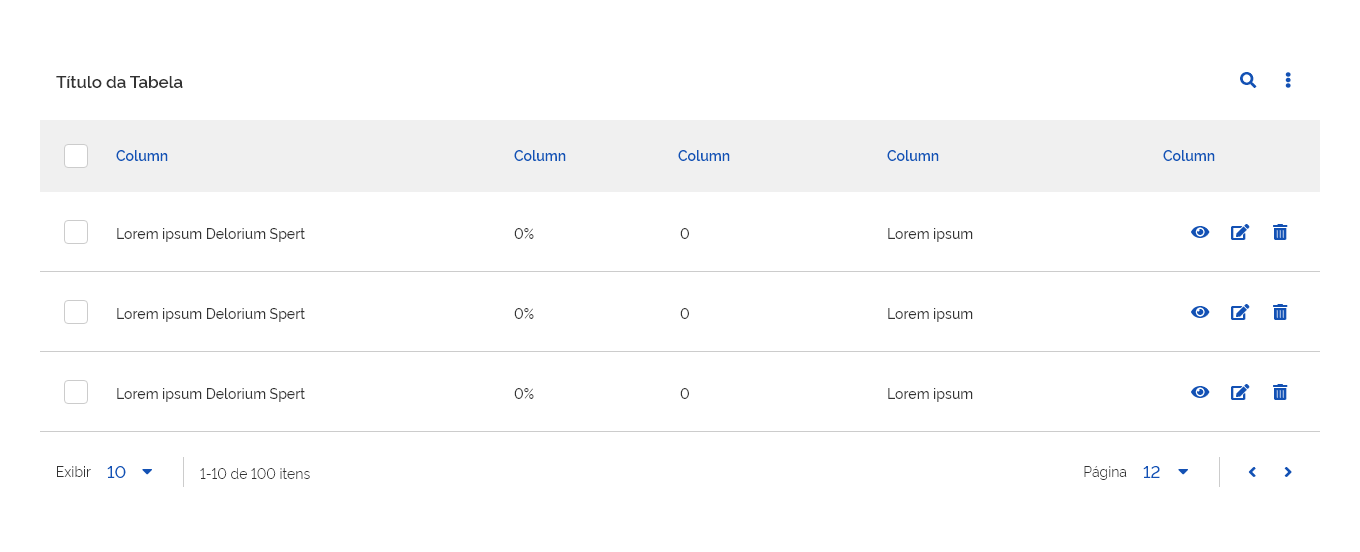 Título da Tabela
Column Column Column Column Column
Lorem ipsum Delorium Spert 0% 0 Lorem ipsum
Lorem ipsum Delorium Spert 0% 0 Lorem ipsum
Lorem ipsum Delorium Spert 0% 0 Lorem ipsum
Exibir 10 1-10 de 100 itens Página 12